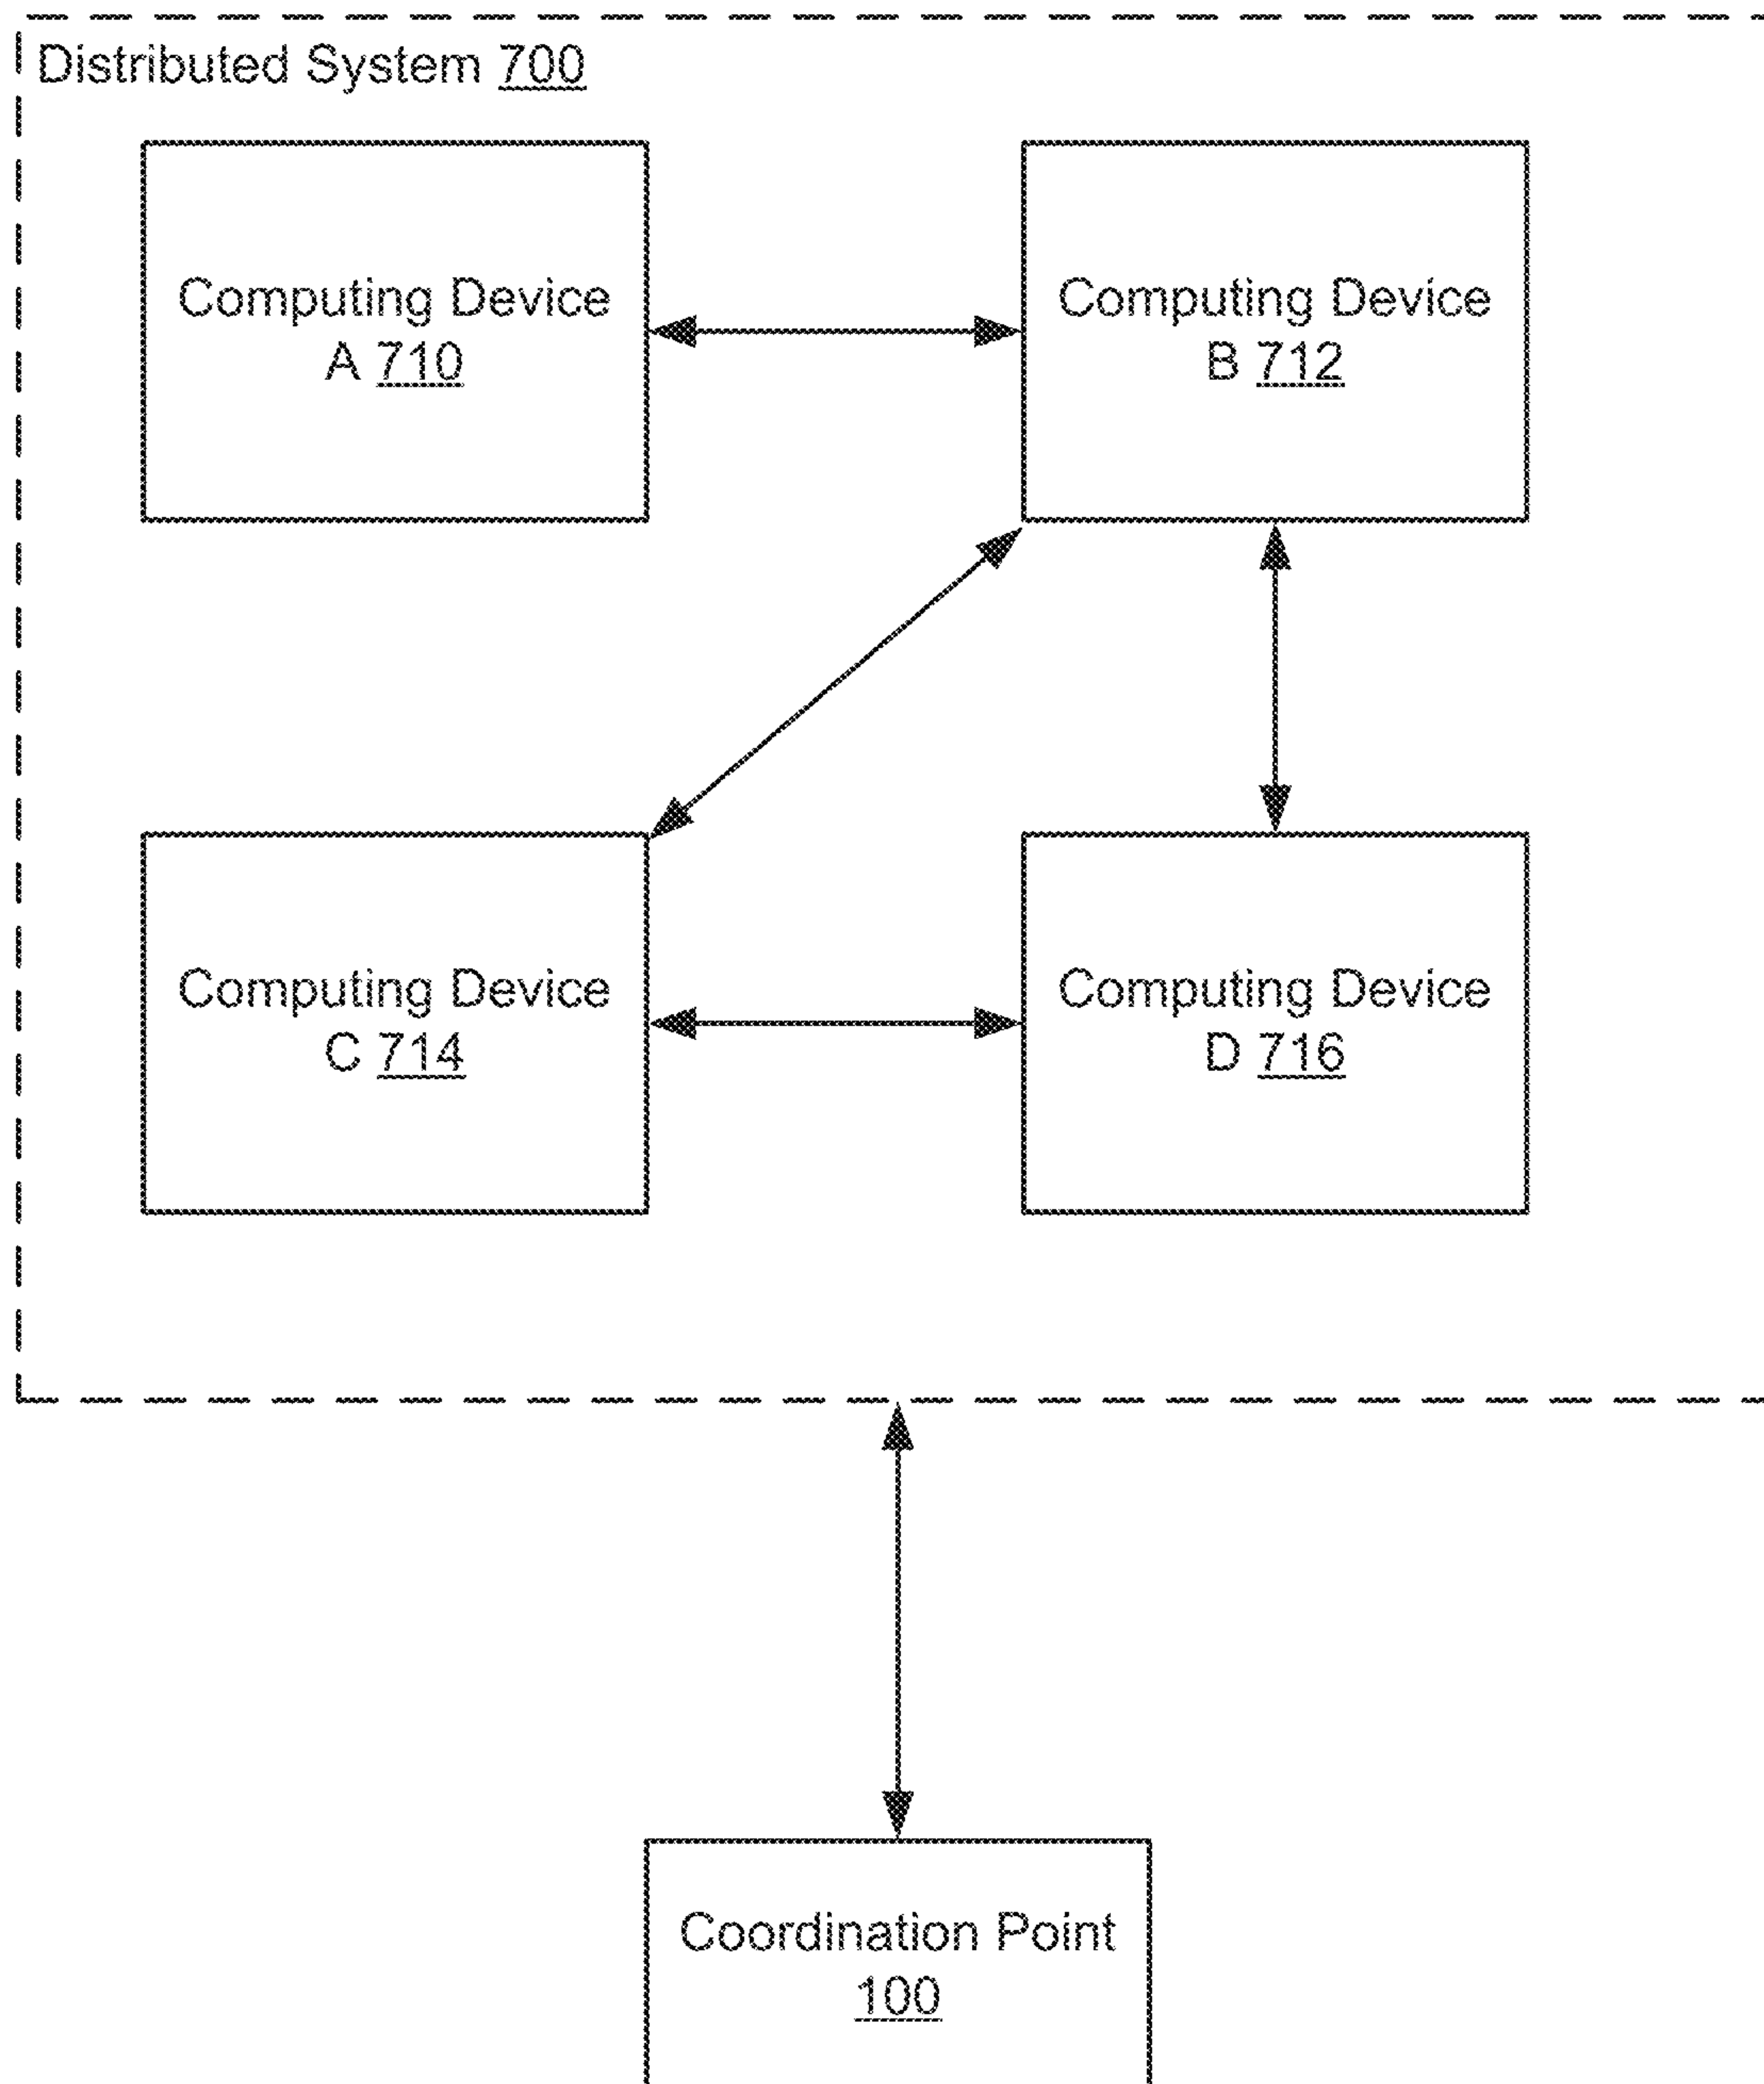 Distributed System 700
Computing Device
A 710
Computing Device
B 712
Computing Device
C 714
Computing Device
D 716
Coordination Point
100